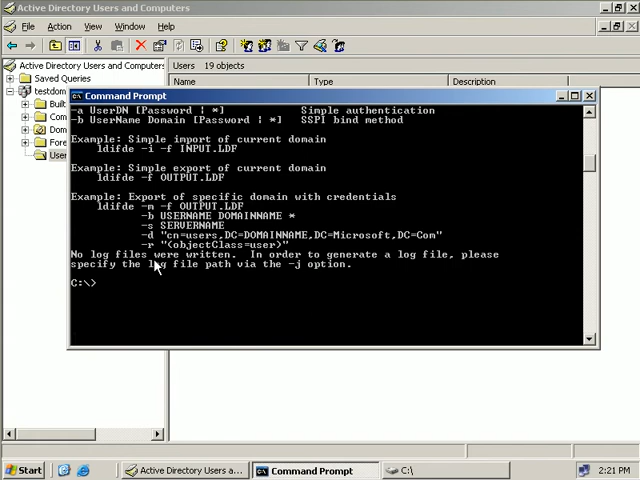 Active Directory Users and Computers
File Action View Window Help
Active Directory Users and Computers
Users 19 objects
Saved Queries
Name Type Description
testdom
Built
Com
Dom
Fore
User
Command Prompt
-a UserDN [Password | *] Simple authentication
-b UserName Domain [Password | *] SSPI bind method
Example: Simple import of current domain
ldifde -i -f INPUT.LDF
Example: Simple export of current domain
ldifde -f OUTPUT.LDF
Example: Export of specific domain with credentials
ldifde -m -f OUTPUT.LDF
-b USERNAME DOMAINNAME *
-s SERVERNAME
-d "cn=users,DC=DOMAINNAME,DC=Microsoft,DC=Com"
-r "(objectClass=user)"
No log files were written. In order to generate a log file, please
specify the log file path via the -j option.
C:\>
Start Active Directory Users a... Command Prompt C:\ 2:21 PM